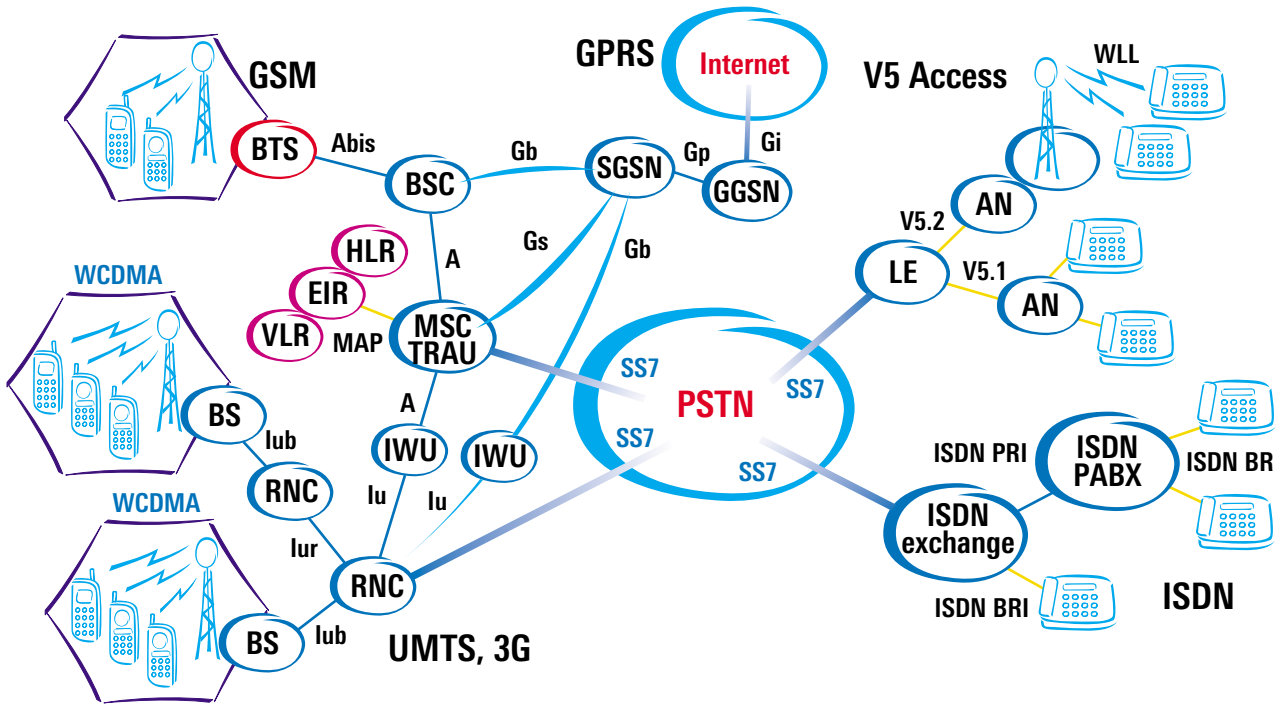 GSM
GPRS
Internet
V5 Access
WLL
BTS
Abis
BSC
Gb
SGSN
Gp
GGSN
Gi
AN
V5.2
LE
V5.1
AN
HLR
EIR
VLR
MAP
A
Gs
Gb
MSC
TRAU
WCDMA
BS
Iub
RNC
Iur
A
IWU
IWU
Iu
Iu
SS7
SS7
PSTN
SS7
SS7
WCDMA
BS
Iub
RNC
UMTS, 3G
ISDN PRI
ISDN
PABX
ISDN BR
ISDN
exchange
ISDN BRI
ISDN